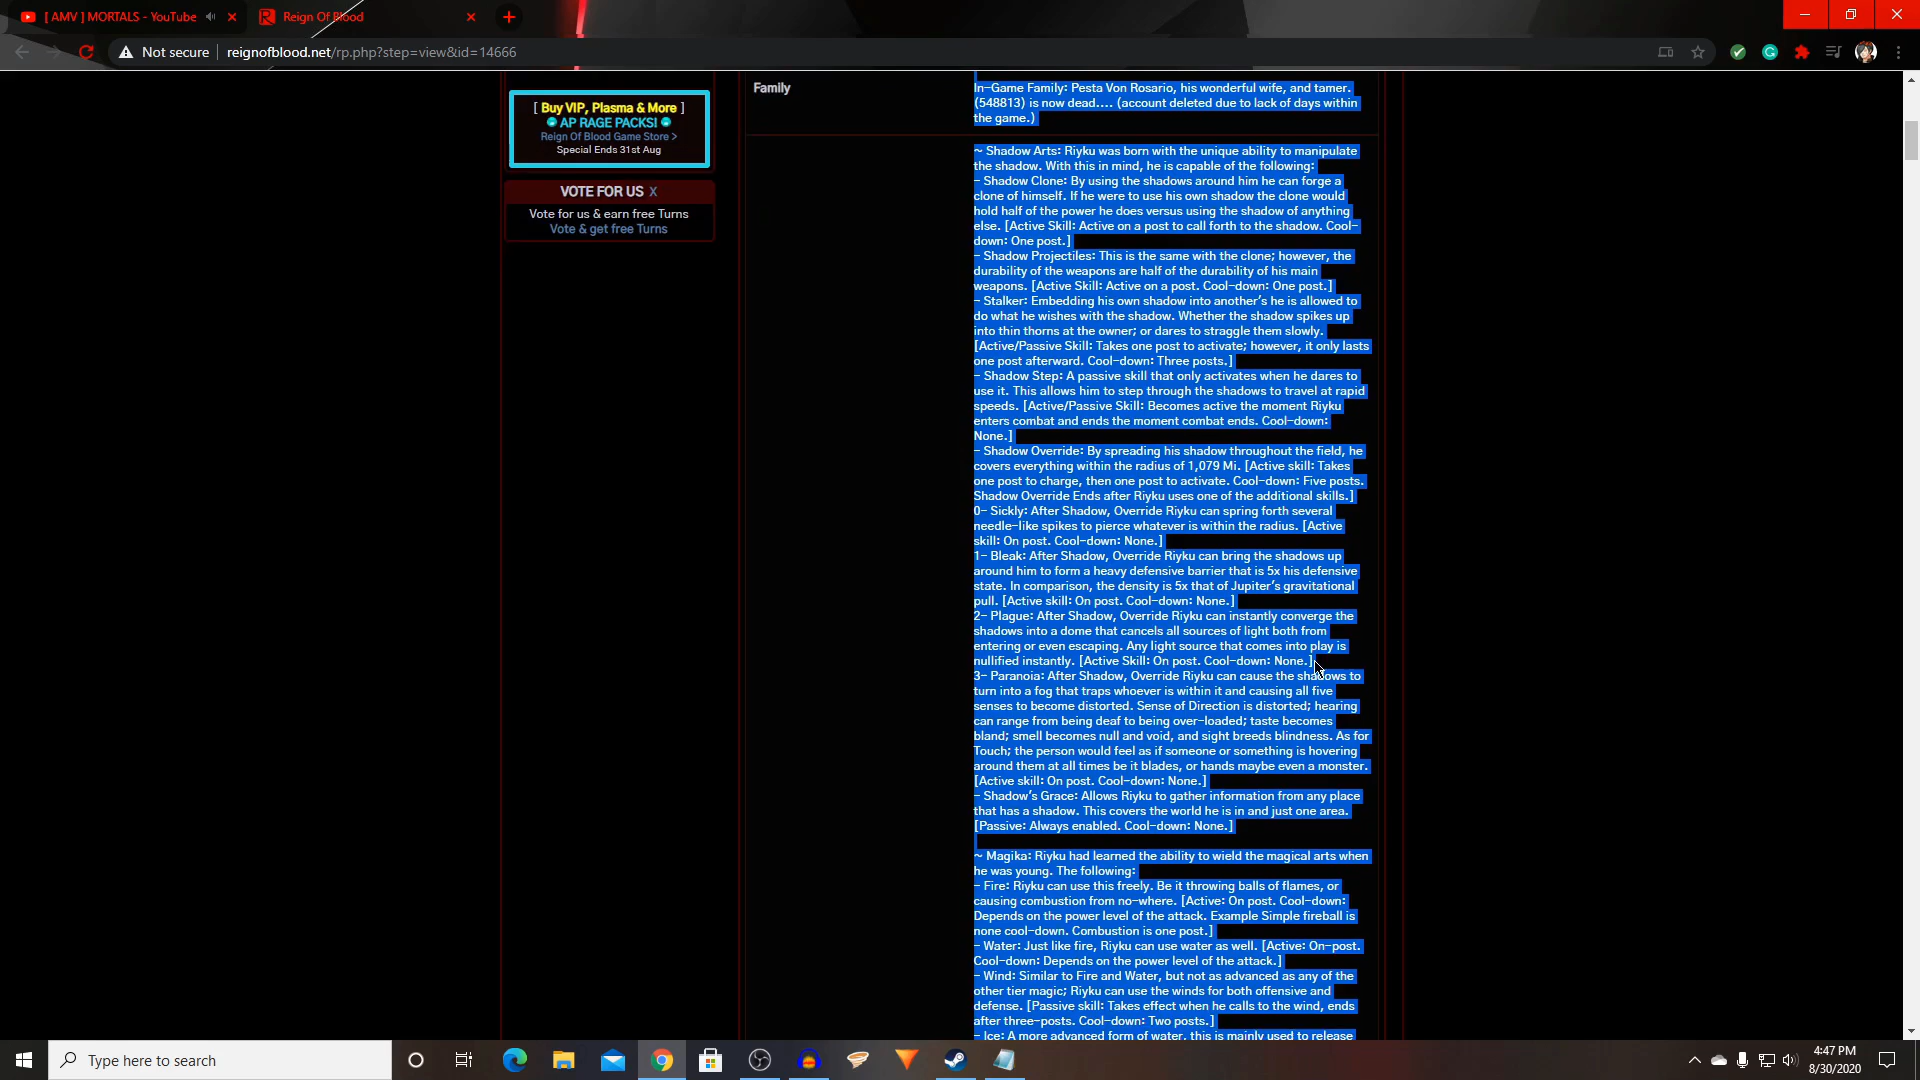 [ AMV ] MORTALS - YouTube
Reign Of Blood
Not secure
reignofblood.net/rp.php?step=view&id=14666
[ Buy VIP, Plasma & More ]
AP RAGE PACKS!
Reign Of Blood Game Store >
Special Ends 31st Aug
VOTE FOR US X
Vote for us & earn free Turns
Vote & get free Turns
Family
In-Game Family: Pesta Von Rosario, his wonderful wife, and tamer.
(548813) is now dead.... (account deleted due to lack of days within
the game.)
~ Shadow Arts: Riyku was born with the unique ability to manipulate
the shadow. With this in mind, he is capable of the following:
- Shadow Clone: By using the shadows around him he can forge a
clone of himself. If he were to use his own shadow the clone would
hold half of the power he does versus using the shadow of anything
else. [Active Skill: Active on a post to call forth to the shadow. Cool-
down: One post.]
- Shadow Projectiles: This is the same with the clone; however, the
durability of the weapons are half of the durability of his main
weapons. [Active Skill: Active on a post. Cool-down: One post.]
- Stalker: Embedding his own shadow into another's he is allowed to
do what he wishes with the shadow. Whether the shadow spikes up
into thin thorns at the owner; or dares to straggle them slowly.
[Active/Passive Skill: Takes one post to activate; however, it only lasts
one post afterward. Cool-down: Three posts.]
- Shadow Step: A passive skill that only activates when he dares to
use it. This allows him to step through the shadows to travel at rapid
speeds. [Active/Passive Skill: Becomes active the moment Riyku
enters combat and ends the moment combat ends. Cool-down:
None.]
- Shadow Override: By spreading his shadow throughout the field, he
covers everything within the radius of 1,079 Mi. [Active skill: Takes
one post to charge, then one post to activate. Cool-down: Five posts.
Shadow Override Ends after Riyku uses one of the additional skills.]
0- Sickly: After Shadow, Override Riyku can spring forth several
needle-like spikes to pierce whatever is within the radius. [Active
skill: On post. Cool-down: None.]
1- Bleak: After Shadow, Override Riyku can bring the shadows up
around him to form a heavy defensive barrier that is 5x his defensive
state. In comparison, the density is 5x that of Jupiter's gravitational
pull. [Active skill: On post. Cool-down: None.]
2- Plague: After Shadow, Override Riyku can instantly converge the
shadows into a dome that cancels all sources of light both from
entering or even escaping. Any light source that comes into play is
nullified instantly. [Active Skill: On post. Cool-down: None.]
3- Paranoia: After Shadow, Override Riyku can cause the shadows to
turn into a fog that traps whoever is within it and causing all five
senses to become distorted. Sense of Direction is distorted; hearing
can range from being deaf to being over-loaded; taste becomes
bland; smell becomes null and void, and sight breeds blindness. As for
Touch; the person would feel as if someone or something is hovering
around them at all times be it blades, or hands maybe even a monster.
[Active skill: On post. Cool-down: None.]
- Shadow's Grace: Allows Riyku to gather information from any place
that has a shadow. This covers the world he is in and just one area.
[Passive: Always enabled. Cool-down: None.]
~ Magika: Riyku had learned the ability to wield the magical arts when
he was young. The following:
- Fire: Riyku can use this freely. Be it throwing balls of flames, or
causing combustion from no-where. [Active: On post. Cool-down:
Depends on the power level of the attack. Example Simple fireball is
none cool-down. Combustion is one post.]
- Water: Just like fire, Riyku can use water as well. [Active: On-post.
Cool-down: Depends on the power level of the attack.]
- Wind: Similar to Fire and Water, but not as advanced as any of the
other tier magic; Riyku can use the winds for both offensive and
defense. [Passive skill: Takes effect when he calls to the wind, ends
after three-posts. Cool-down: Two posts.]
- Ice: A more advanced form of water, this is mainly used to release
Type here to search
4:47 PM
8/30/2020